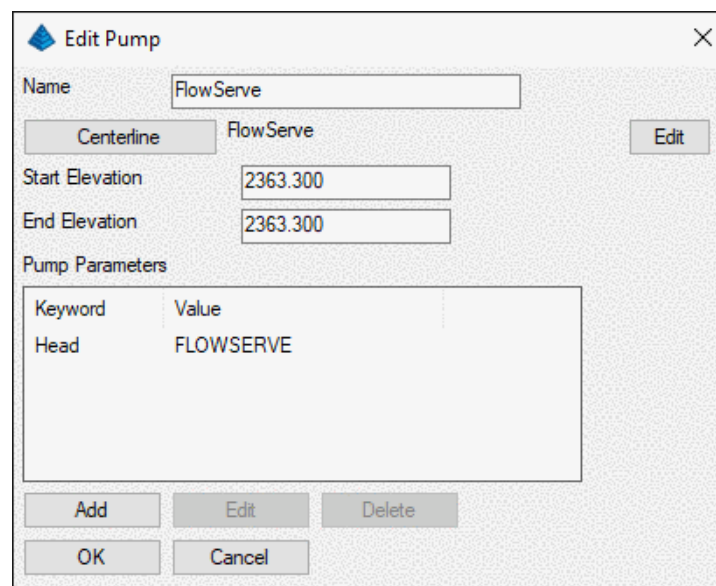 Edit Pump
Name FlowServe
Centerline FlowServe Edit
Start Elevation 2363.300
End Elevation 2363.300
Pump Parameters
Keyword Value
Head FLOWSERVE
Add Edit Delete
OK Cancel